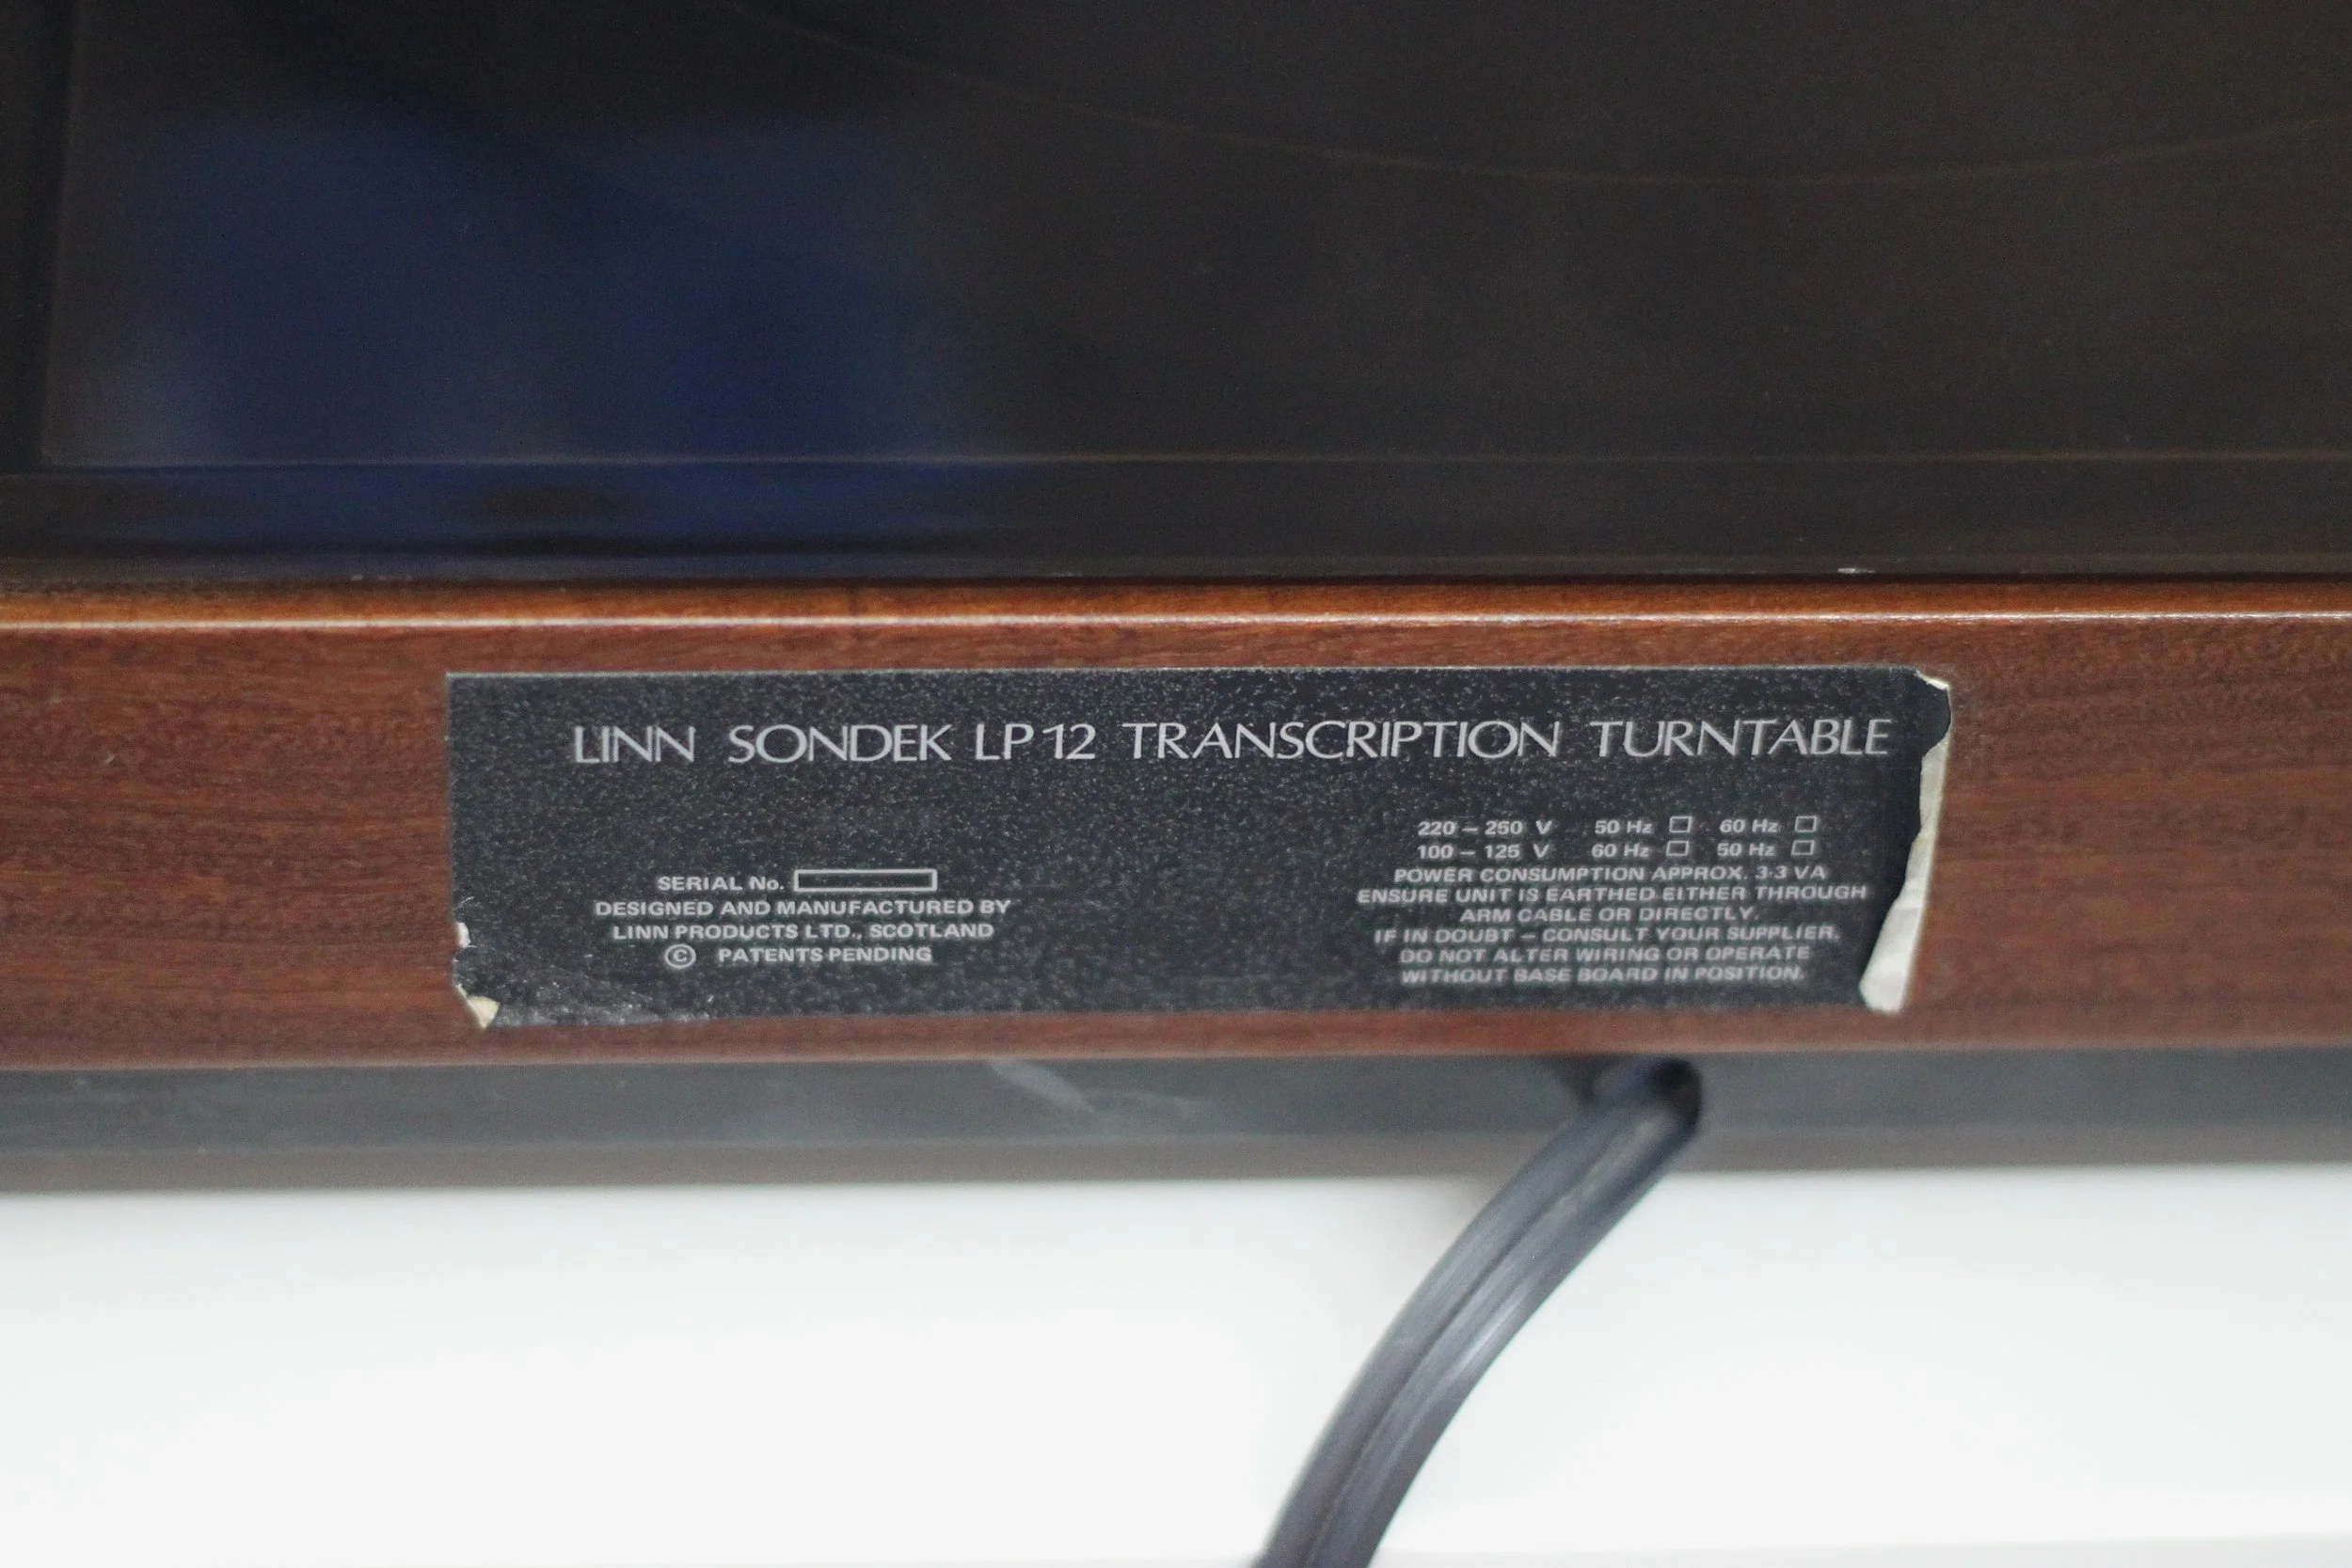 LINN SONDEK LP12 TRANSCRIPTION TURNTABLE
SERIAL No.
DESIGNED AND MANUFACTURED BY
LINN PRODUCTS LTD., SCOTLAND
© PATENTS PENDING
220 – 250 V 50 Hz 60 Hz
100 – 125 V 60 Hz 50 Hz
POWER CONSUMPTION APPROX. 3·3 VA
ENSURE UNIT IS EARTHED EITHER THROUGH
ARM CABLE OR DIRECTLY.
IF IN DOUBT – CONSULT YOUR SUPPLIER.
DO NOT ALTER WIRING OR OPERATE
WITHOUT BASE BOARD IN POSITION.